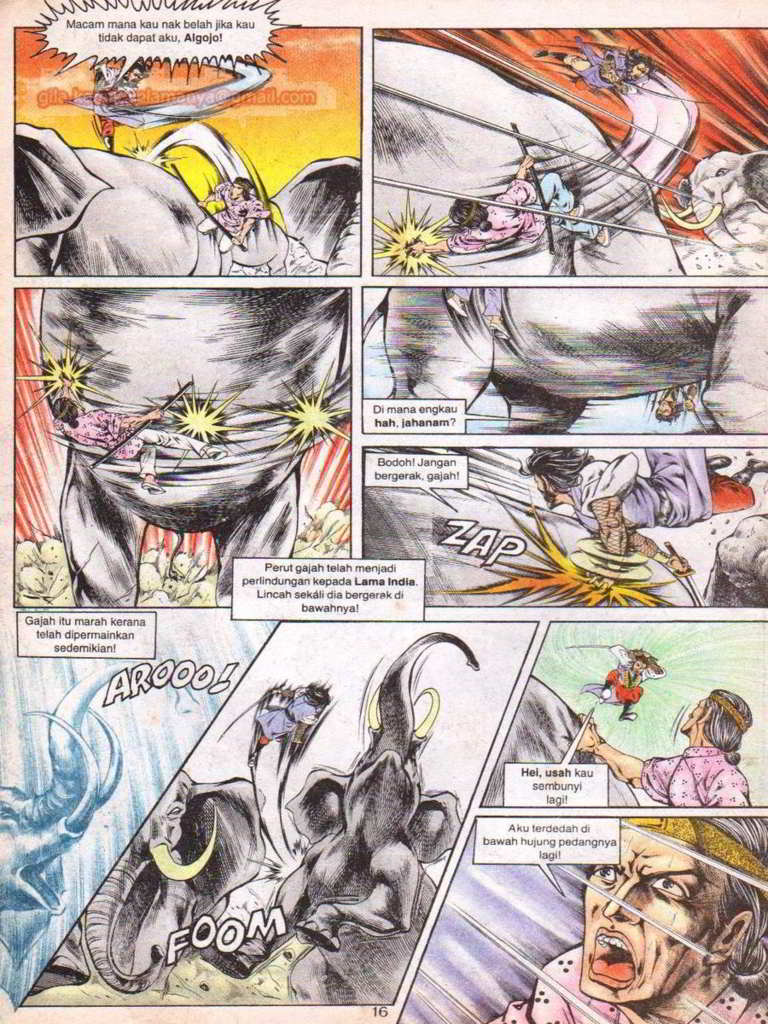 Macam mana kau nak belah jika kau
tidak dapat aku, Algojo!
Di mana engkau
hah, jahanam?
Bodoh! Jangan
bergerak, gajah!
ZAP
Perut gajah telah menjadi
perlindungan kepada Lama India.
Lincah sekali dia bergerak di
bawahnya!
Gajah itu marah kerana
telah dipermainkan
sedemikian!
AROOO!
FOOM
Hei, usah kau
sembunyi
lagi!
Aku terdedah di
bawah hujung pedangnya
lagi!
16